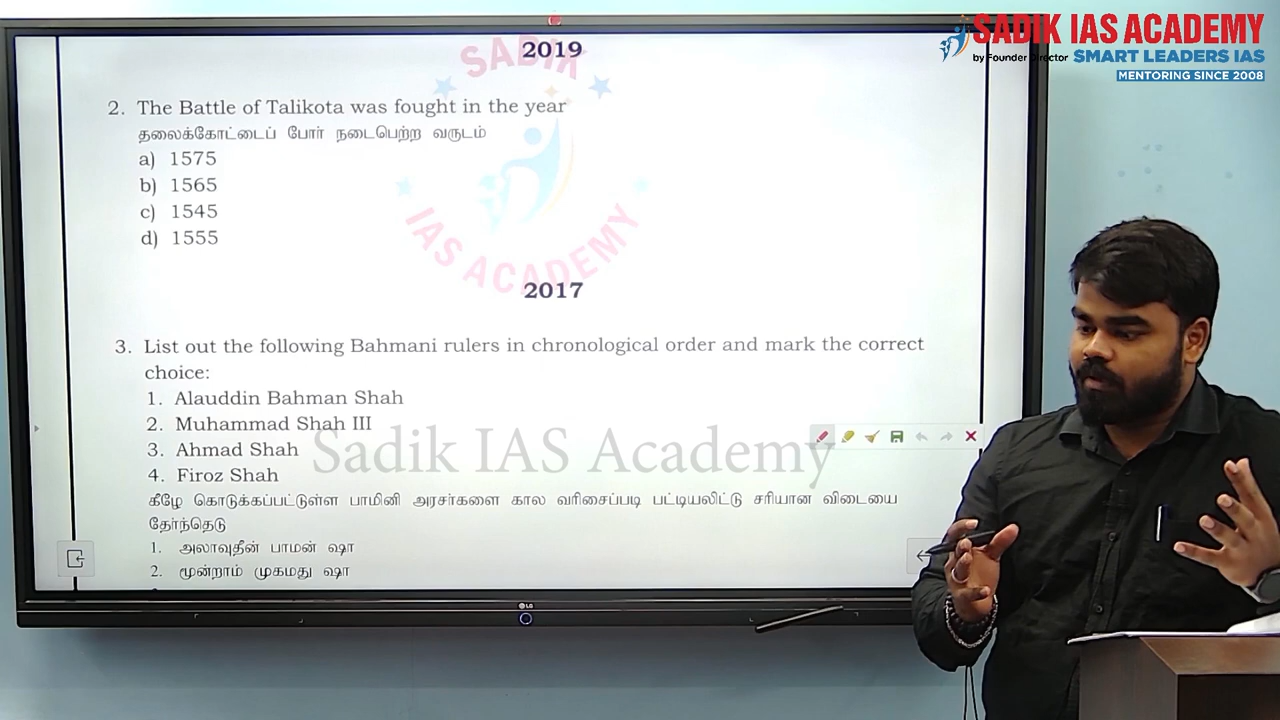 SADIK IAS ACADEMY
by Founder Director SMART LEADERS IAS
MENTORING SINCE 2008
2019
SADIK
IAS ACADEMY
2. The Battle of Talikota was fought in the year
தலைக்கோட்டைப் போர் நடைபெற்ற வருடம்
a) 1575
b) 1565
c) 1545
d) 1555
2017
3. List out the following Bahmani rulers in chronological order and mark the correct
choice:
1. Alauddin Bahman Shah
2. Muhammad Shah III
3. Ahmad Shah
Sadik IAS Academy
4. Firoz Shah
கீழே கொடுக்கப்பட்டுள்ள பாமினி அரசர்களை கால வரிசைப்படி பட்டியலிட்டு சரியான விடையை
தேர்ந்தெடு
1. அலாவுதீன் பாமன் ஷா
2. மூன்றாம் முகமது ஷா
LG